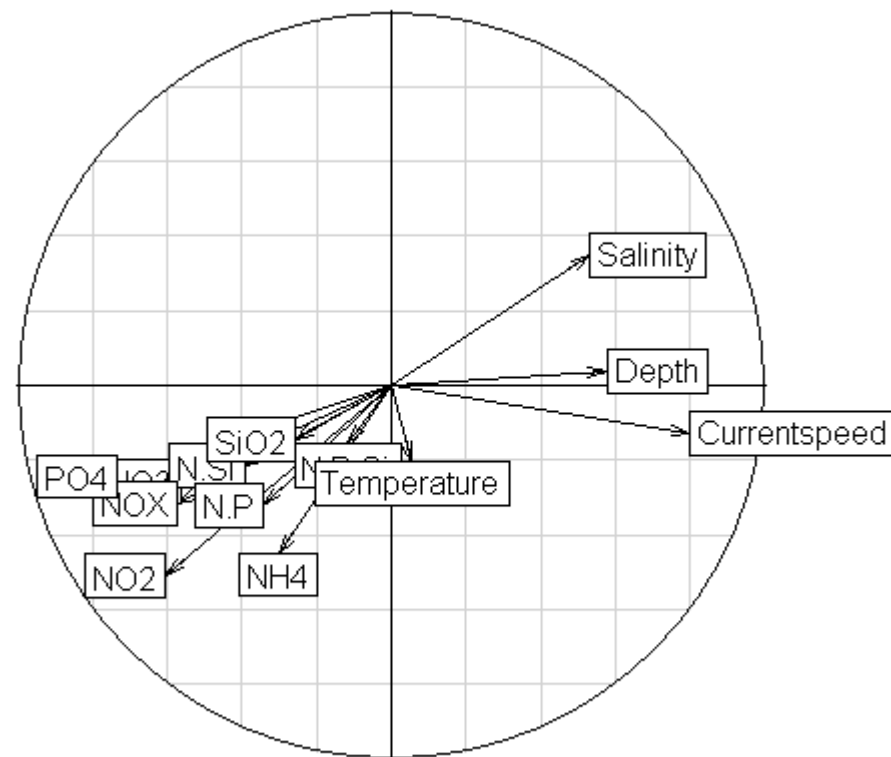 Salinity
Depth
Currentspeed
SiO2
N.Si
PO4
Temperature
NOX
N.P
NO2
NH4